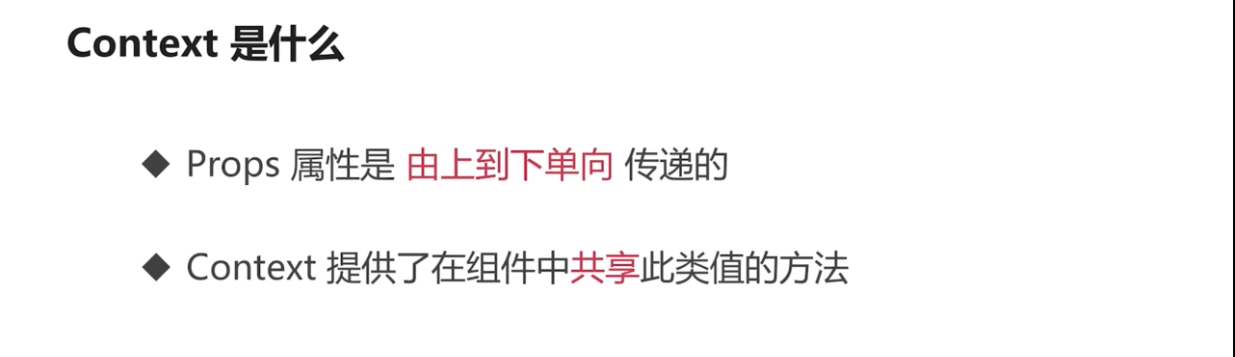 Context 是什么
◆ Props 属性是 由上到下单向 传递的
◆ Context 提供了在组件中共享此类值的方法